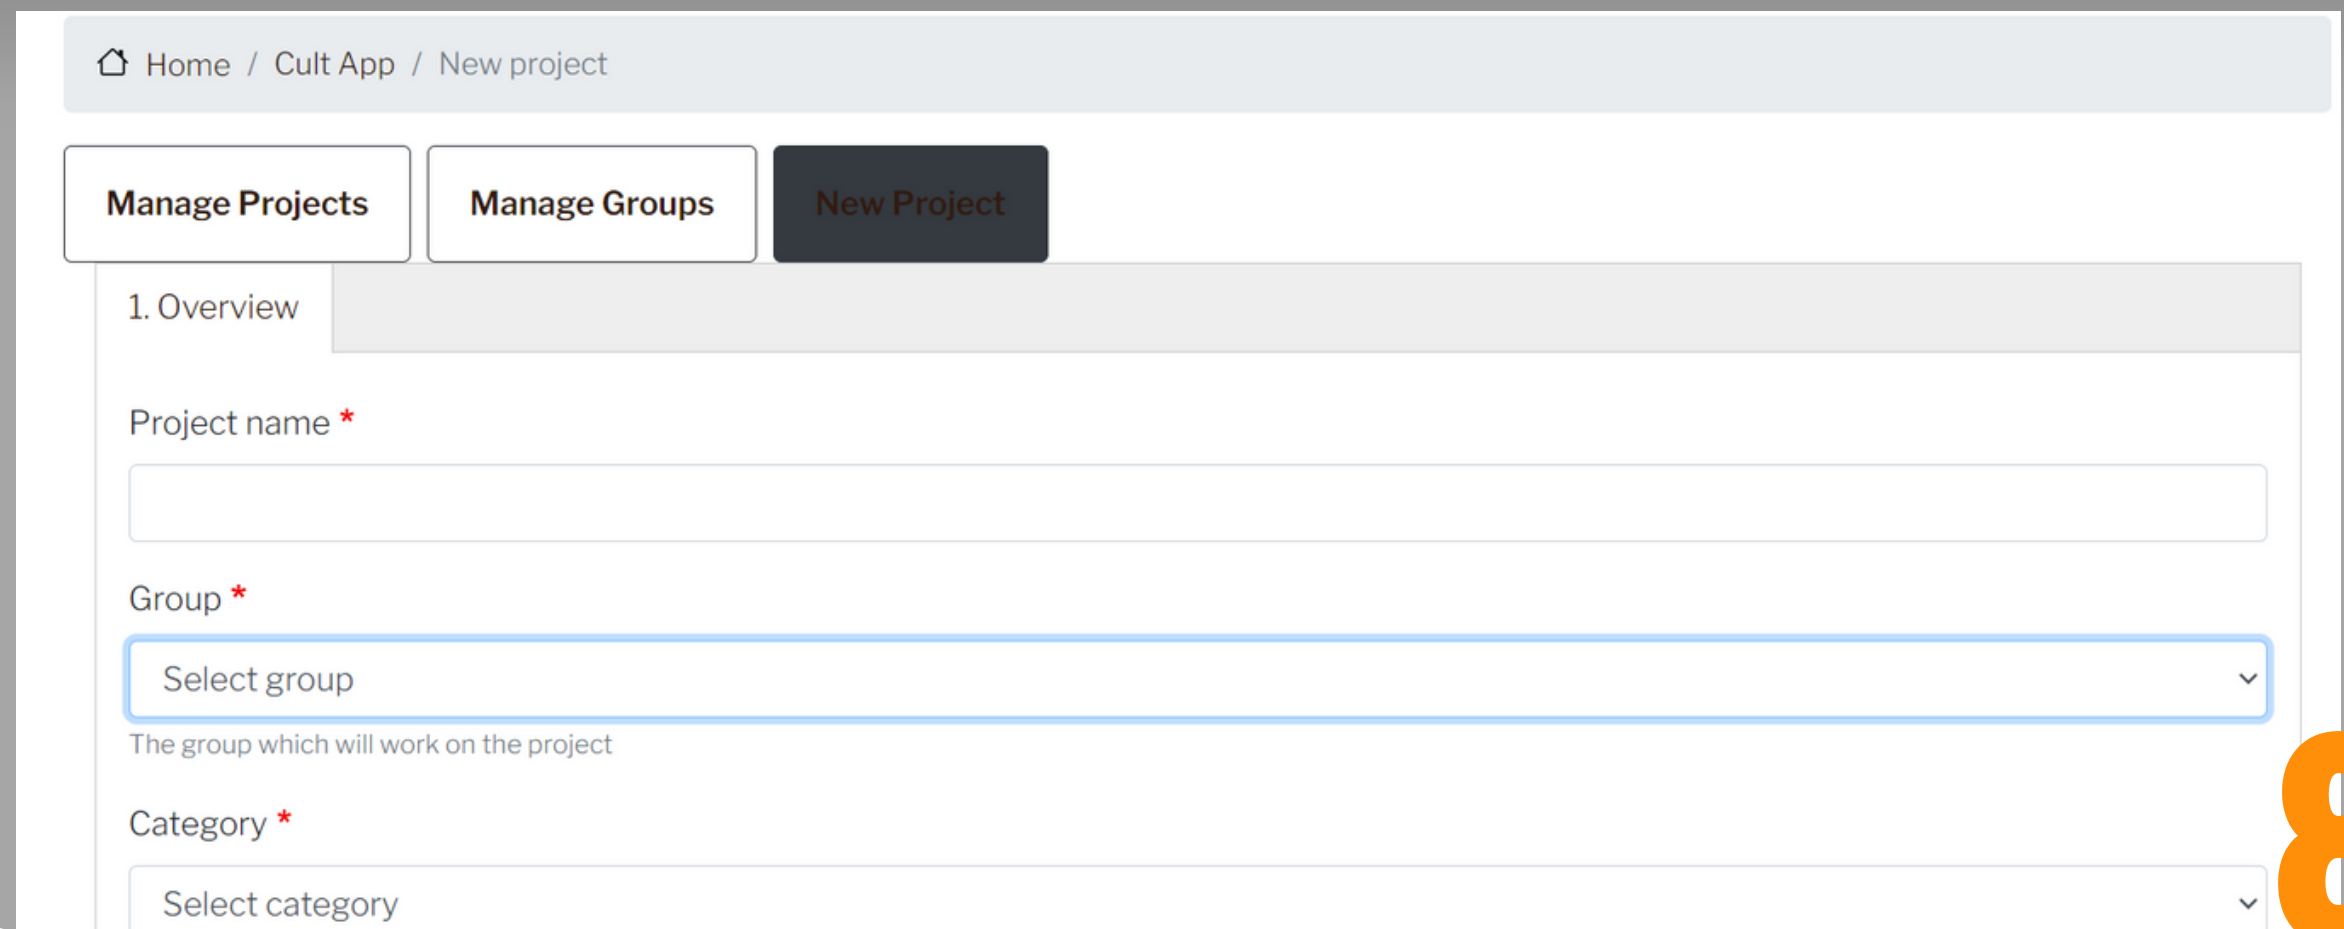 Home / Cult App / New project
Manage Projects Manage Groups New Project
1. Overview
Project name *
Group *
Select group
The group which will work on the project
Category *
Select category
8